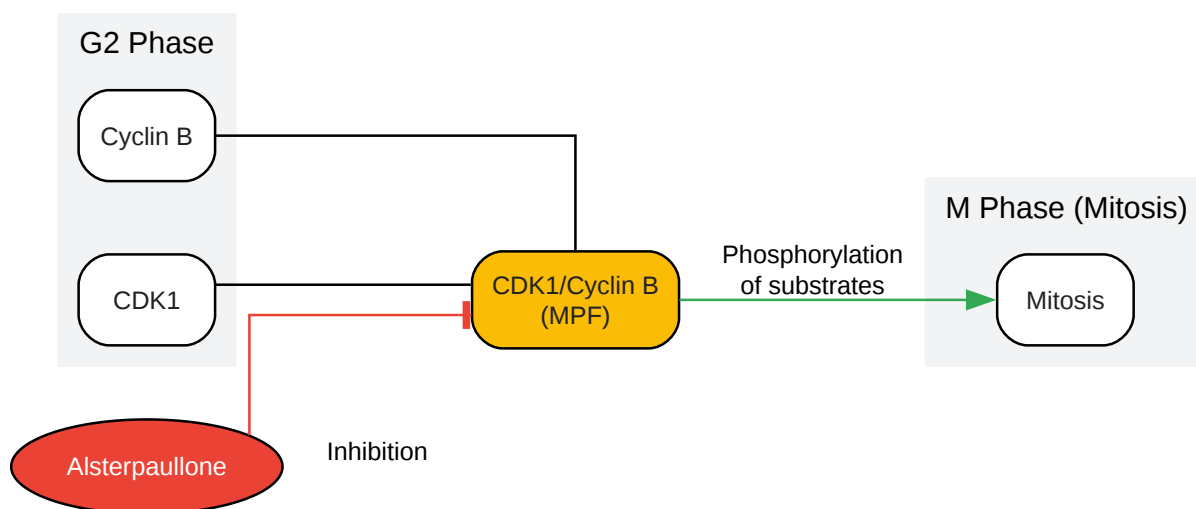 G2 Phase
Cyclin B
CDK1
CDK1/Cyclin B
(MPF)
Phosphorylation
of substrates
M Phase (Mitosis)
Mitosis
Alsterpaullone
Inhibition